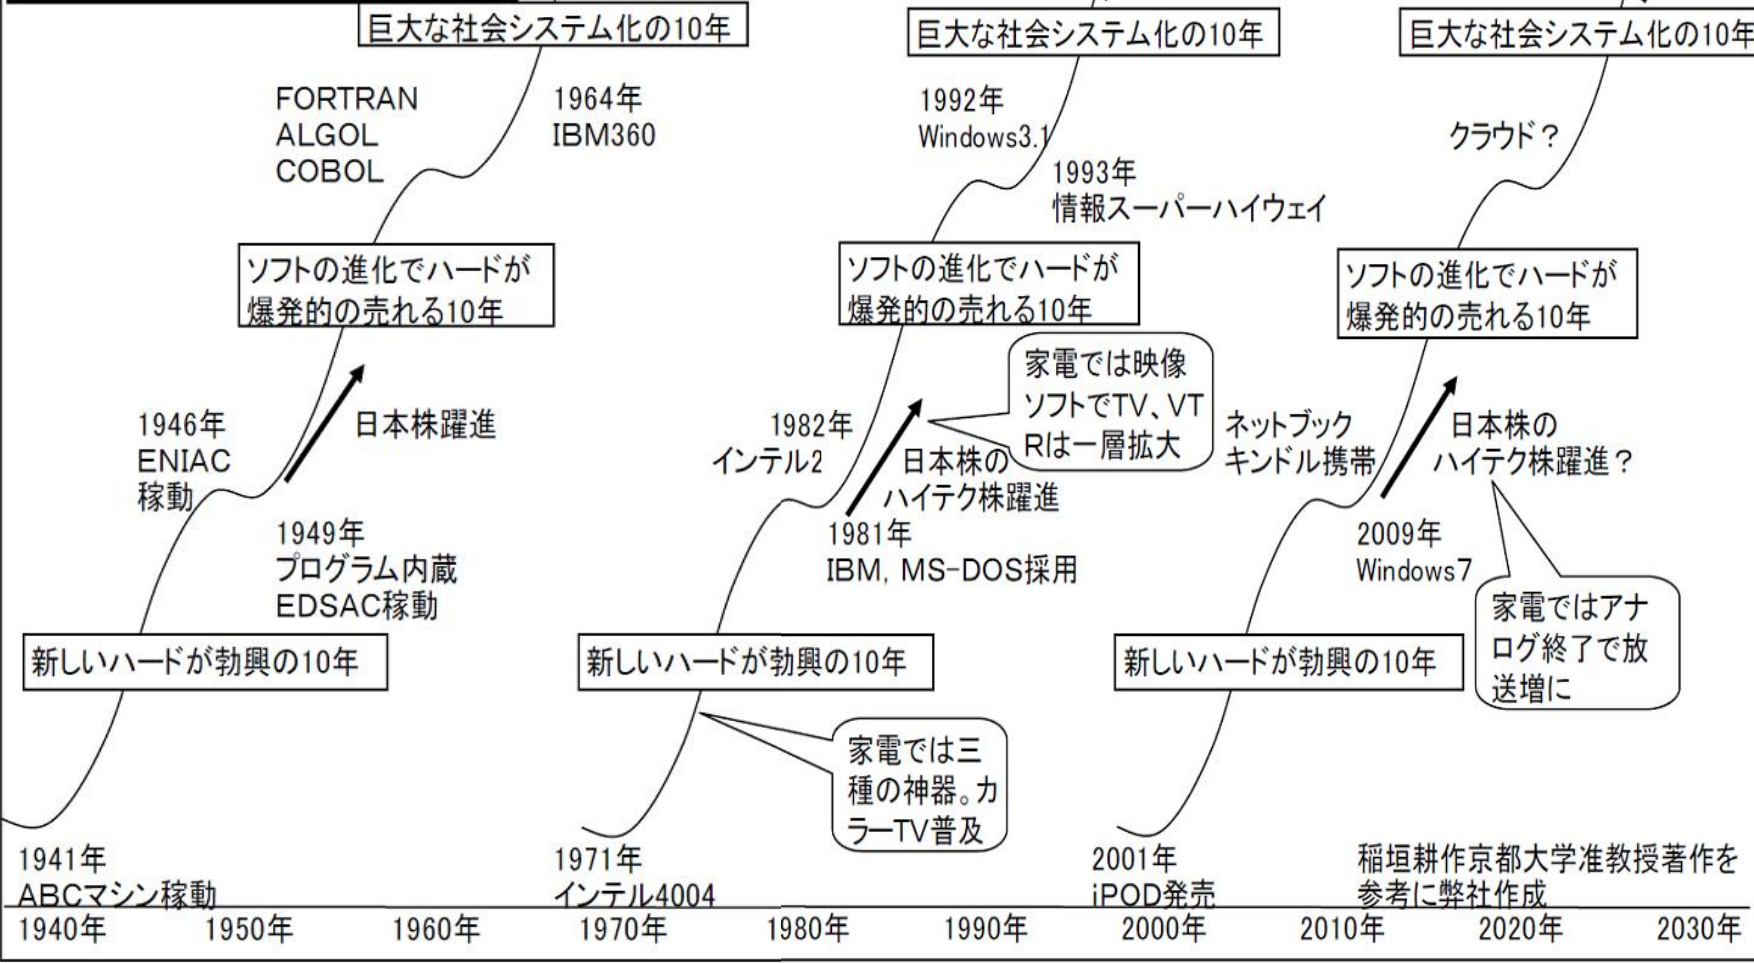 巨大な社会システム化の10年
FORTRAN
ALGOL
COBOL
1964年
IBM360
ソフトの進化でハードが
爆発的の売れる10年
1946年
ENIAC
稼動
日本株躍進
1949年
プログラム内蔵
EDSAC稼動
新しいハードが勃興の10年
1941年
ABCマシン稼動
巨大な社会システム化の10年
1992年
Windows3.1
1993年
情報スーパーハイウェイ
ソフトの進化でハードが
爆発的の売れる10年
家電では映像
ソフトでTV、VT
Rは一層拡大
1982年
インテル2
日本株の
ハイテク株躍進
1981年
IBM, MS-DOS採用
新しいハードが勃興の10年
家電では三
種の神器。カ
ラーTV普及
1971年
インテル4004
巨大な社会システム化の10年
クラウド？
ソフトの進化でハードが
爆発的の売れる10年
ネットブック
キンドル携帯
日本株の
ハイテク株躍進？
2009年
Windows7
家電ではアナ
ログ終了で放
送増に
新しいハードが勃興の10年
2001年
iPOD発売
稲垣耕作京都大学准教授著作を
参考に弊社作成
1940年 1950年 1960年 1970年 1980年 1990年 2000年 2010年 2020年 2030年